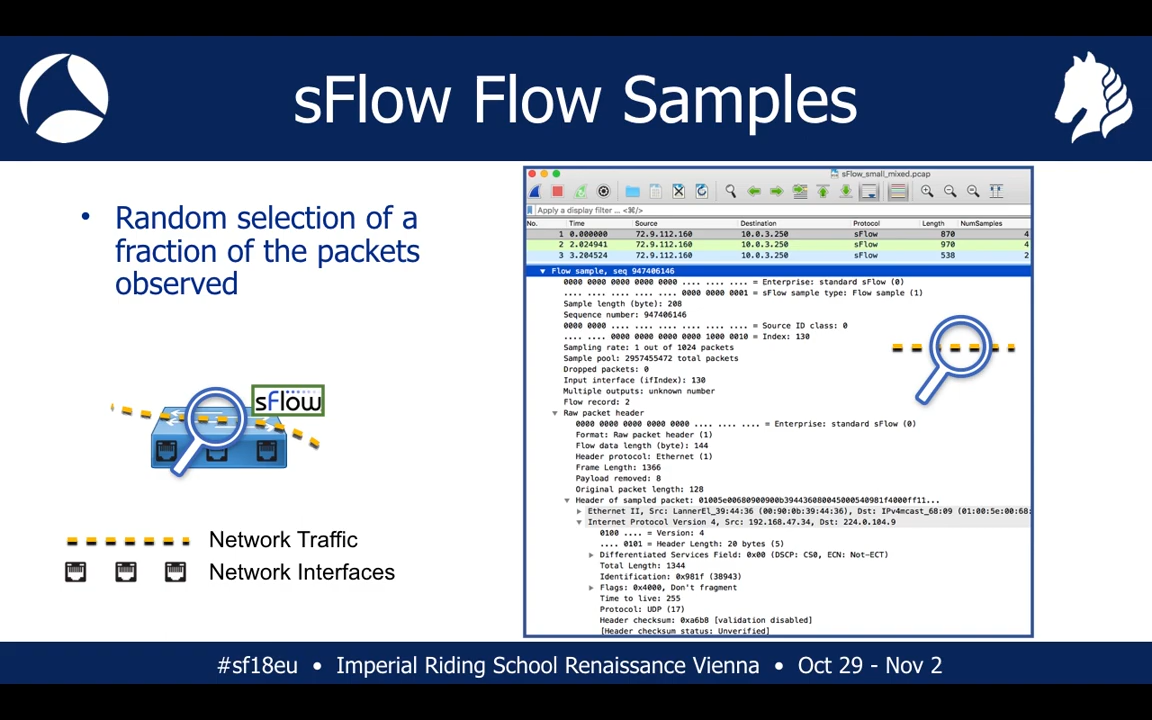 sFlow Flow Samples
• Random selection of a
fraction of the packets
observed
sFlow
Network Traffic
Network Interfaces
sFlow_small_mixed.pcap
Apply a display filter ... <⌘/>
No. Time Source Destination Protocol Length NumSamples
1 0.000000 72.9.112.160 10.0.3.250 sFlow 870 4
2 2.024941 72.9.112.160 10.0.3.250 sFlow 970 4
3 3.204524 72.9.112.160 10.0.3.250 sFlow 538 2
Flow sample, seq 947406146
0000 0000 0000 0000 0000 .... .... .... = Enterprise: standard sFlow (0)
.... .... .... .... .... 0000 0000 0001 = sFlow sample type: Flow sample (1)
Sample length (byte): 208
Sequence number: 947406146
0000 0000 .... .... .... .... .... .... = Source ID class: 0
.... .... 0000 0000 0000 0000 1000 0010 = Index: 130
Sampling rate: 1 out of 1024 packets
Sample pool: 2957455472 total packets
Dropped packets: 0
Input interface (ifIndex): 130
Multiple outputs: unknown number
Flow record: 2
Raw packet header
0000 0000 0000 0000 0000 .... .... .... = Enterprise: standard sFlow (0)
Format: Raw packet header (1)
Flow data length (byte): 144
Header protocol: Ethernet (1)
Frame Length: 1366
Payload removed: 8
Original packet length: 128
Header of sampled packet: 01005e00680900900b394436080045000540981f4000ff11...
Ethernet II, Src: LannerEl_39:44:36 (00:90:0b:39:44:36), Dst: IPv4mcast_68:09 (01:00:5e:00:68:
Internet Protocol Version 4, Src: 192.168.47.34, Dst: 224.0.104.9
0100 .... = Version: 4
.... 0101 = Header Length: 20 bytes (5)
Differentiated Services Field: 0x00 (DSCP: CS0, ECN: Not-ECT)
Total Length: 1344
Identification: 0x981f (38943)
Flags: 0x4000, Don't fragment
Time to live: 255
Protocol: UDP (17)
Header checksum: 0xa6b8 [validation disabled]
[Header checksum status: Unverified]
#sf18eu • Imperial Riding School Renaissance Vienna • Oct 29 - Nov 2